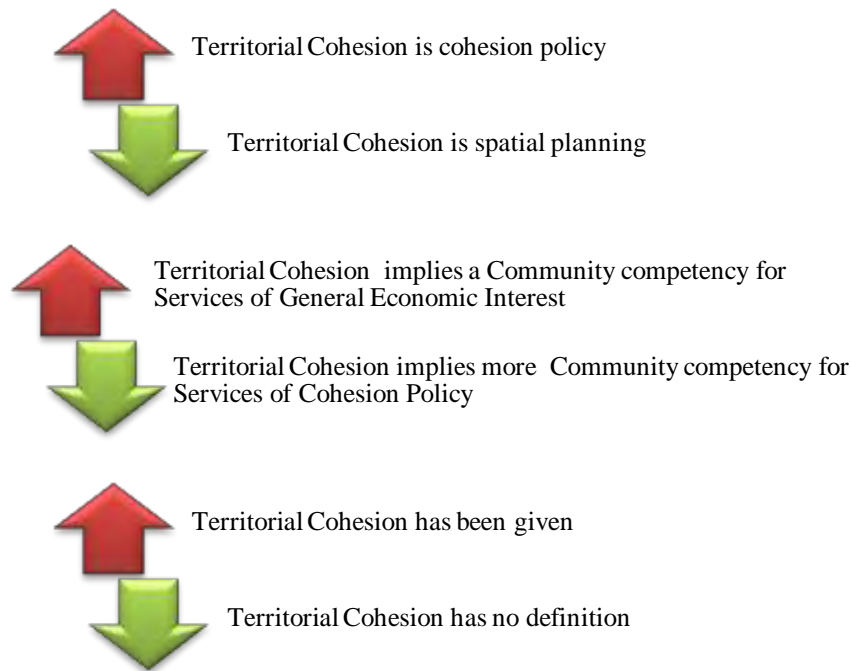 Territorial Cohesion is cohesion policy
Territorial Cohesion is spatial planning
Territorial Cohesion implies a Community competency for
Services of General Economic Interest
Territorial Cohesion implies more Community competency for
Services of Cohesion Policy
Territorial Cohesion has been given
Territorial Cohesion has no definition